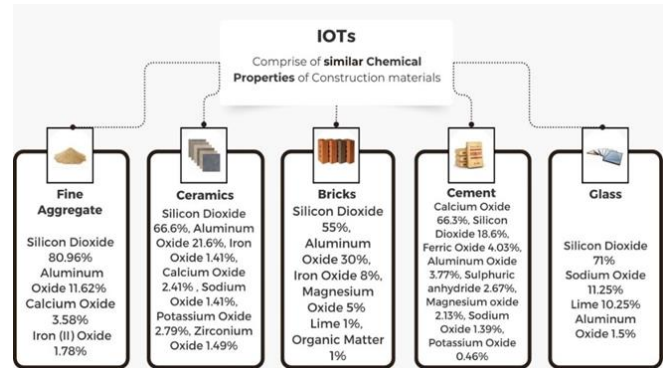 IOTs
Comprise of similar Chemical
Properties of Construction materials
Fine
Aggregate
Silicon Dioxide
80.96%
Aluminum
Oxide 11.62%
Calcium Oxide
3.58%
Iron (II) Oxide
1.78%
Ceramics
Silicon Dioxide
66.6%, Aluminum
Oxide 21.6%, Iron
Oxide 1.41%,
Calcium Oxide
2.41% , Sodium
Oxide 1.41%,
Potassium Oxide
2.79%, Zirconium
Oxide 1.49%
Bricks
Silicon Dioxide
55%,
Aluminum
Oxide 30%,
Iron Oxide 8%,
Magnesium
Oxide 5%
Lime 1%,
Organic Matter
1%
Cement
Calcium Oxide
66.3%, Silicon
Dioxide 18.6%,
Ferric Oxide 4.03%,
Aluminum Oxide
3.77%, Sulphuric
anhydride 2.67%,
Magnesium oxide
2.13%, Sodium
Oxide 1.39%,
Potassium Oxide
0.46%
Glass
Silicon Dioxide
71%
Sodium Oxide
11.25%
Lime 10.25%
Aluminum
Oxide 1.5%